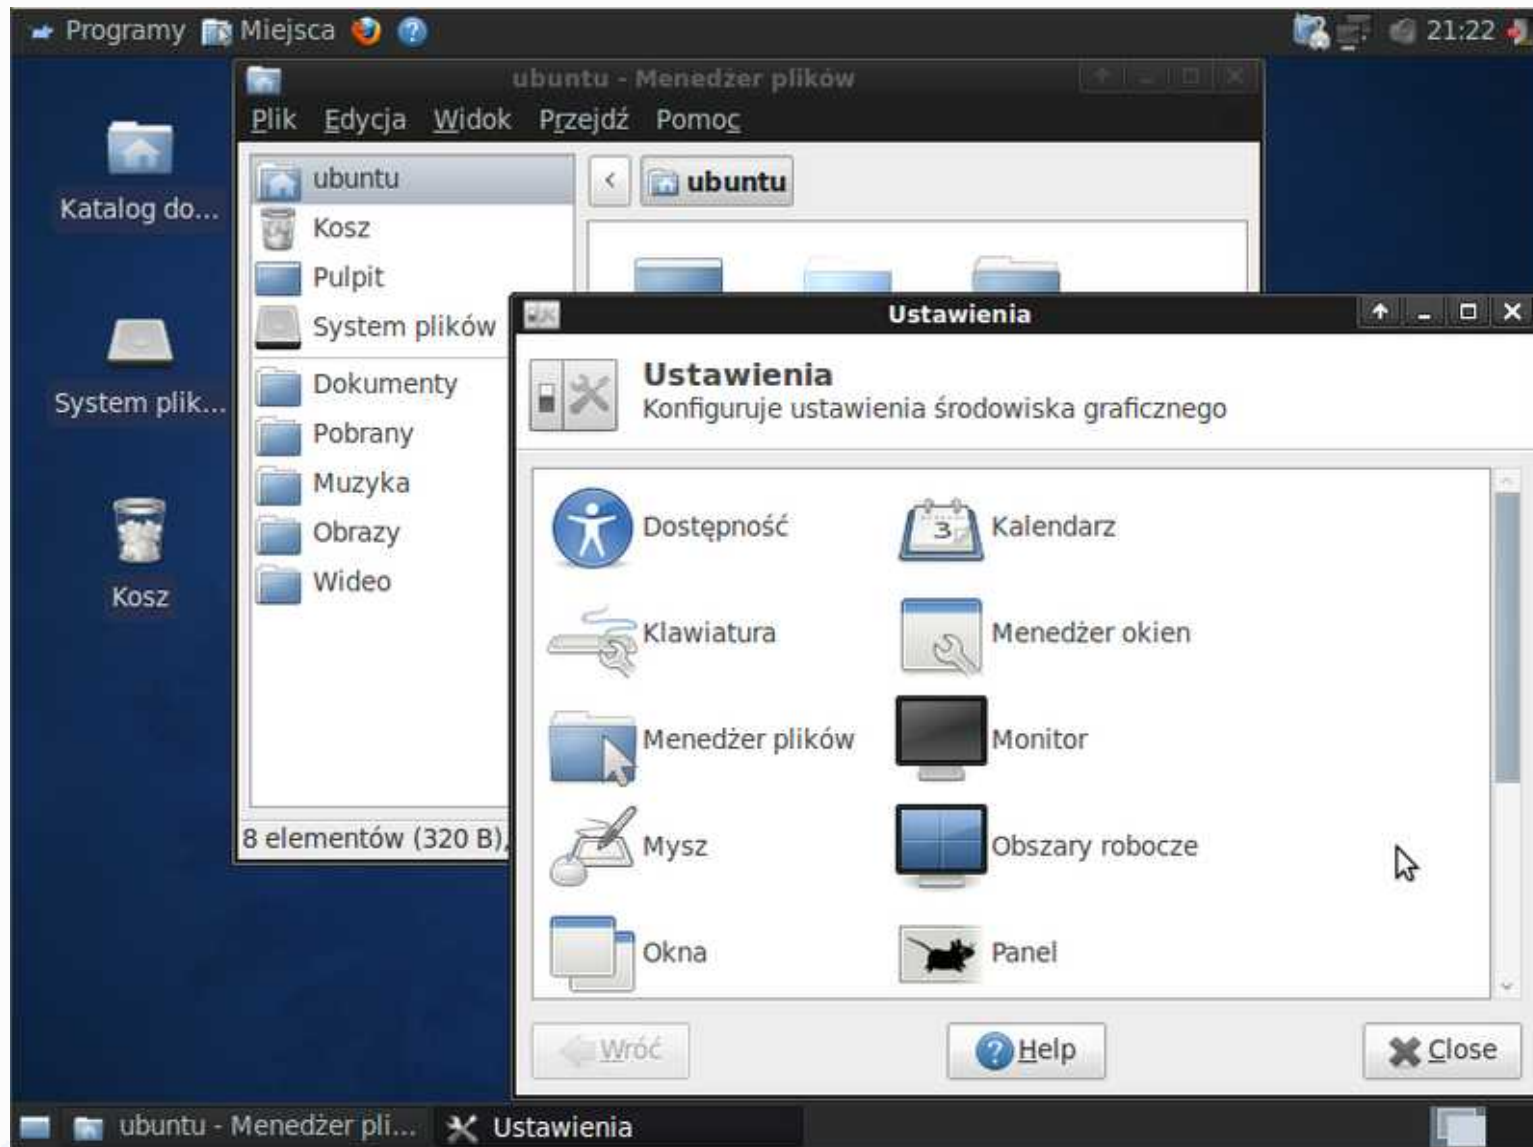 Programy Miejsca 21:22
ubuntu - Menedżer plików
Plik Edycja Widok Przejdź Pomoc
Katalog do...
System plik...
Kosz
ubuntu
Kosz
Pulpit
System plików
Dokumenty
Pobrany
Muzyka
Obrazy
Wideo
ubuntu
8 elementów (320 B),
Ustawienia
Ustawienia
Konfiguruje ustawienia środowiska graficznego
Dostępność
3
Kalendarz
Klawiatura
Menedżer okien
Menedżer plików
Monitor
Mysz
Obszary robocze
Okna
Panel
Wróć Help Close
ubuntu - Menedżer pli... Ustawienia